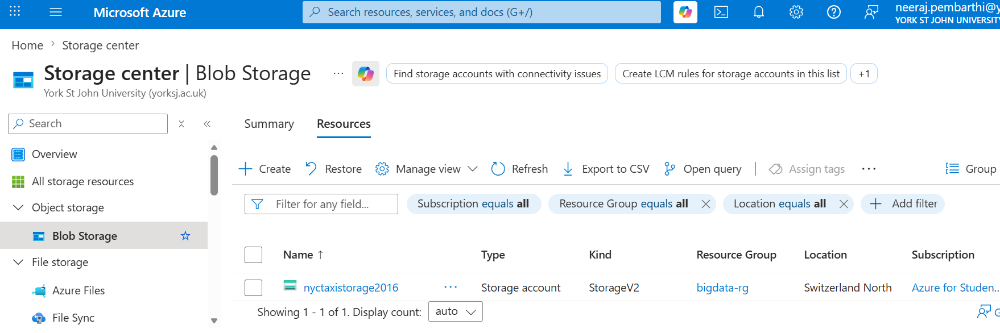 Microsoft Azure
Search resources, services, and docs (G+/)
neeraj.pembarthi@y
YORK ST JOHN UNIVERSITY
Home > Storage center
Storage center | Blob Storage
...
Find storage accounts with connectivity issues
Create LCM rules for storage accounts in this list
+1
York St John University (yorksj.ac.uk)
Search
Overview
All storage resources
Object storage
Blob Storage
File storage
Azure Files
File Sync
Summary
Resources
Create
Restore
Manage view
Refresh
Export to CSV
Open query
Assign tags
...
Group
Filter for any field...
Subscription equals all
Resource Group equals all
Location equals all
Add filter
Name ↑ Type Kind Resource Group Location Subscription
nyctaxistorage2016 ... Storage account StorageV2 bigdata-rg Switzerland North Azure for Studen...
Showing 1 - 1 of 1. Display count: auto